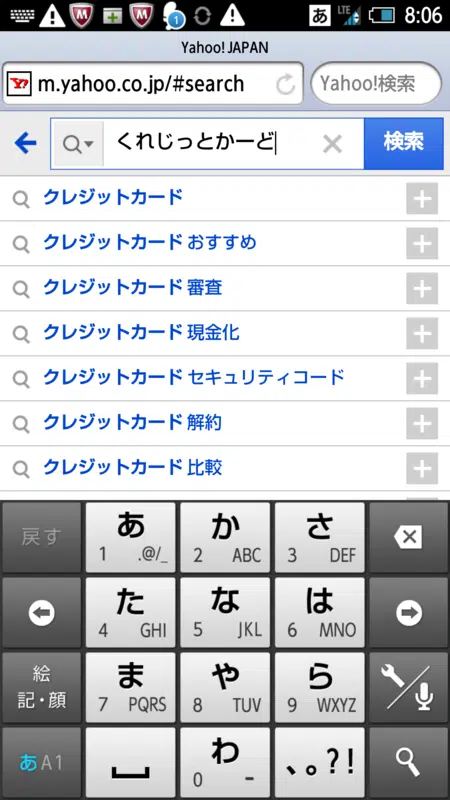 1 あ LTE 8:06
Yahoo! JAPAN
m.yahoo.co.jp/#search Yahoo!検索
くれじっとかーど 検索
クレジットカード
クレジットカード おすすめ
クレジットカード 審査
クレジットカード 現金化
クレジットカード セキュリティコード
クレジットカード 解約
クレジットカード 比較
戻す あ 1 .@/_ か 2 ABC さ 3 DEF
た 4 GHI な 5 JKL は 6 MNO
絵記・顔 ま 7 PQRS や 8 TUV ら 9 WXYZ
あA1 わ 0 ー 、。?!